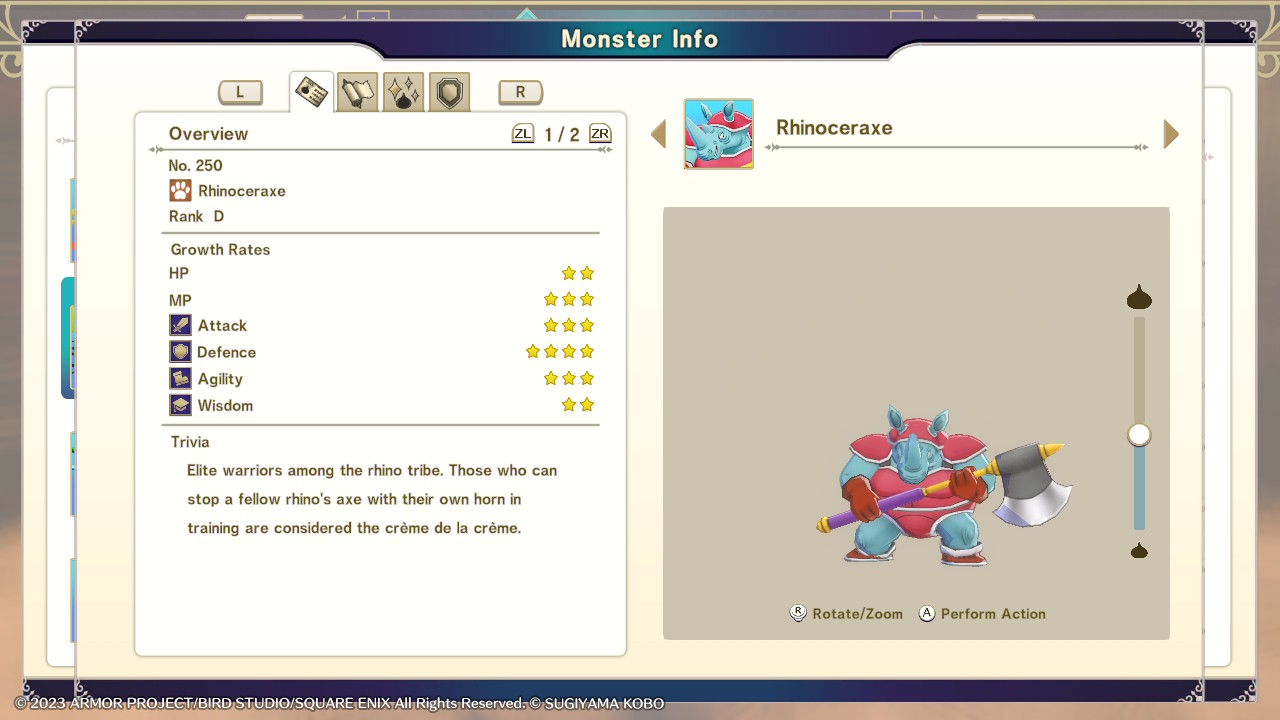 Monster Info
L
R
Overview
ZL 1 / 2 ZR
No. 250
Rhinoceraxe
Rank D
Growth Rates
HP
MP
Attack
Defence
Agility
Wisdom
Trivia
Elite warriors among the rhino tribe. Those who can
stop a fellow rhino's axe with their own horn in
training are considered the crème de la crème.
Rhinoceraxe
R Rotate/Zoom A Perform Action
© 2023 ARMOR PROJECT/BIRD STUDIO/SQUARE ENIX All Rights Reserved. © SUGIYAMA KOBO